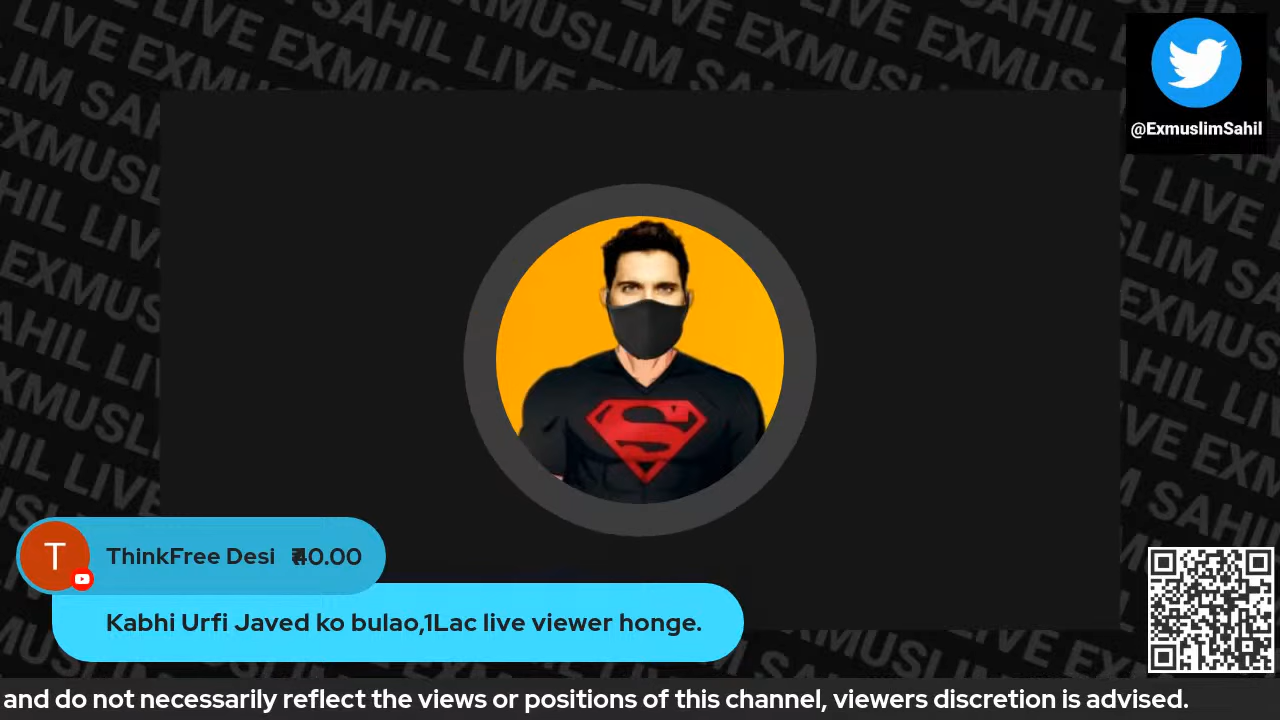 @ExmuslimSahil
T
ThinkFree Desi ₹40.00
Kabhi Urfi Javed ko bulao,1Lac live viewer honge.
and do not necessarily reflect the views or positions of this channel, viewers discretion is advised.